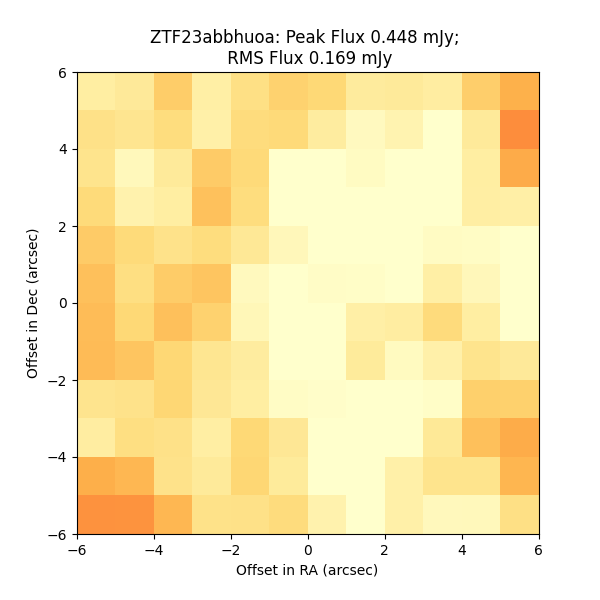 ZTF23abbhuoa: Peak Flux 0.448 mJy;
RMS Flux 0.169 mJy
6
4
2
0
−2
−4
−6
Offset in Dec (arcsec)
−6 −4 −2 0 2 4 6
Offset in RA (arcsec)